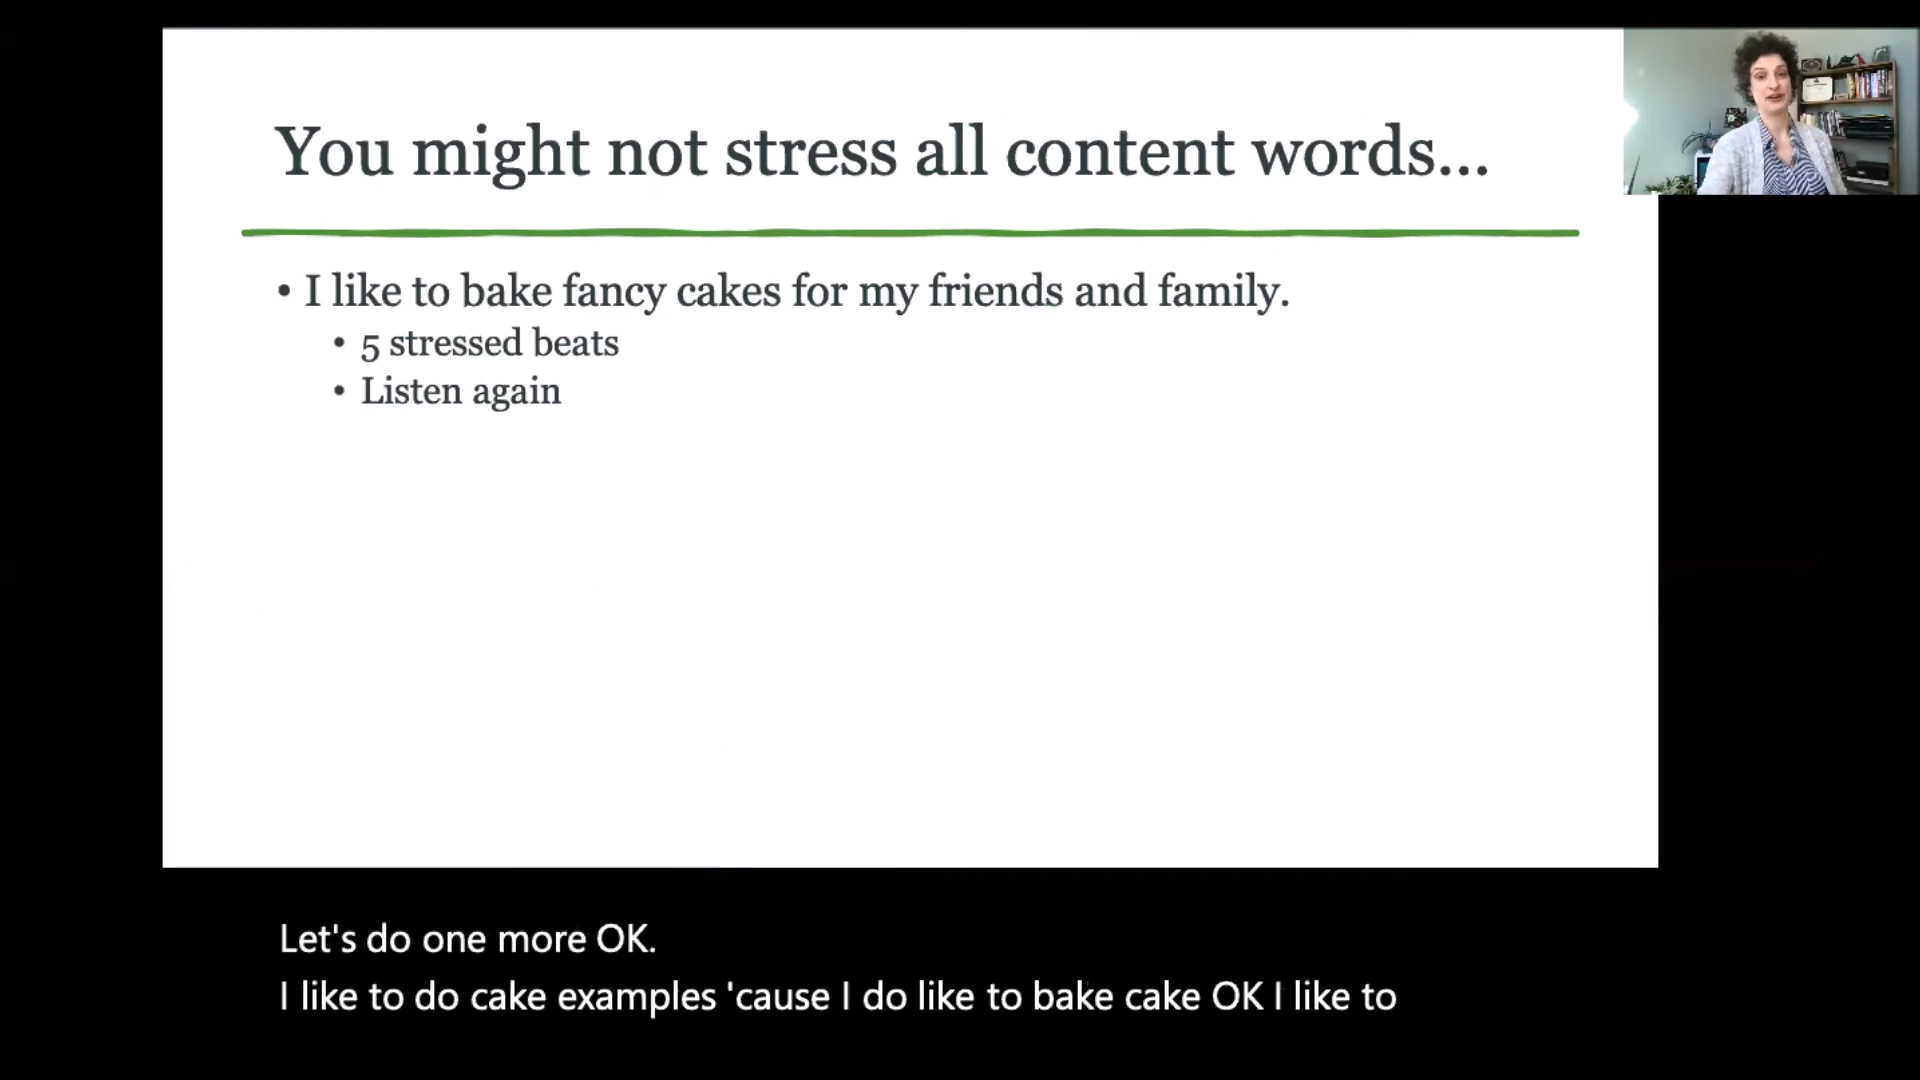 You might not stress all content words...
• I like to bake fancy cakes for my friends and family.
• 5 stressed beats
• Listen again
Let's do one more OK.
I like to do cake examples 'cause I do like to bake cake OK I like to